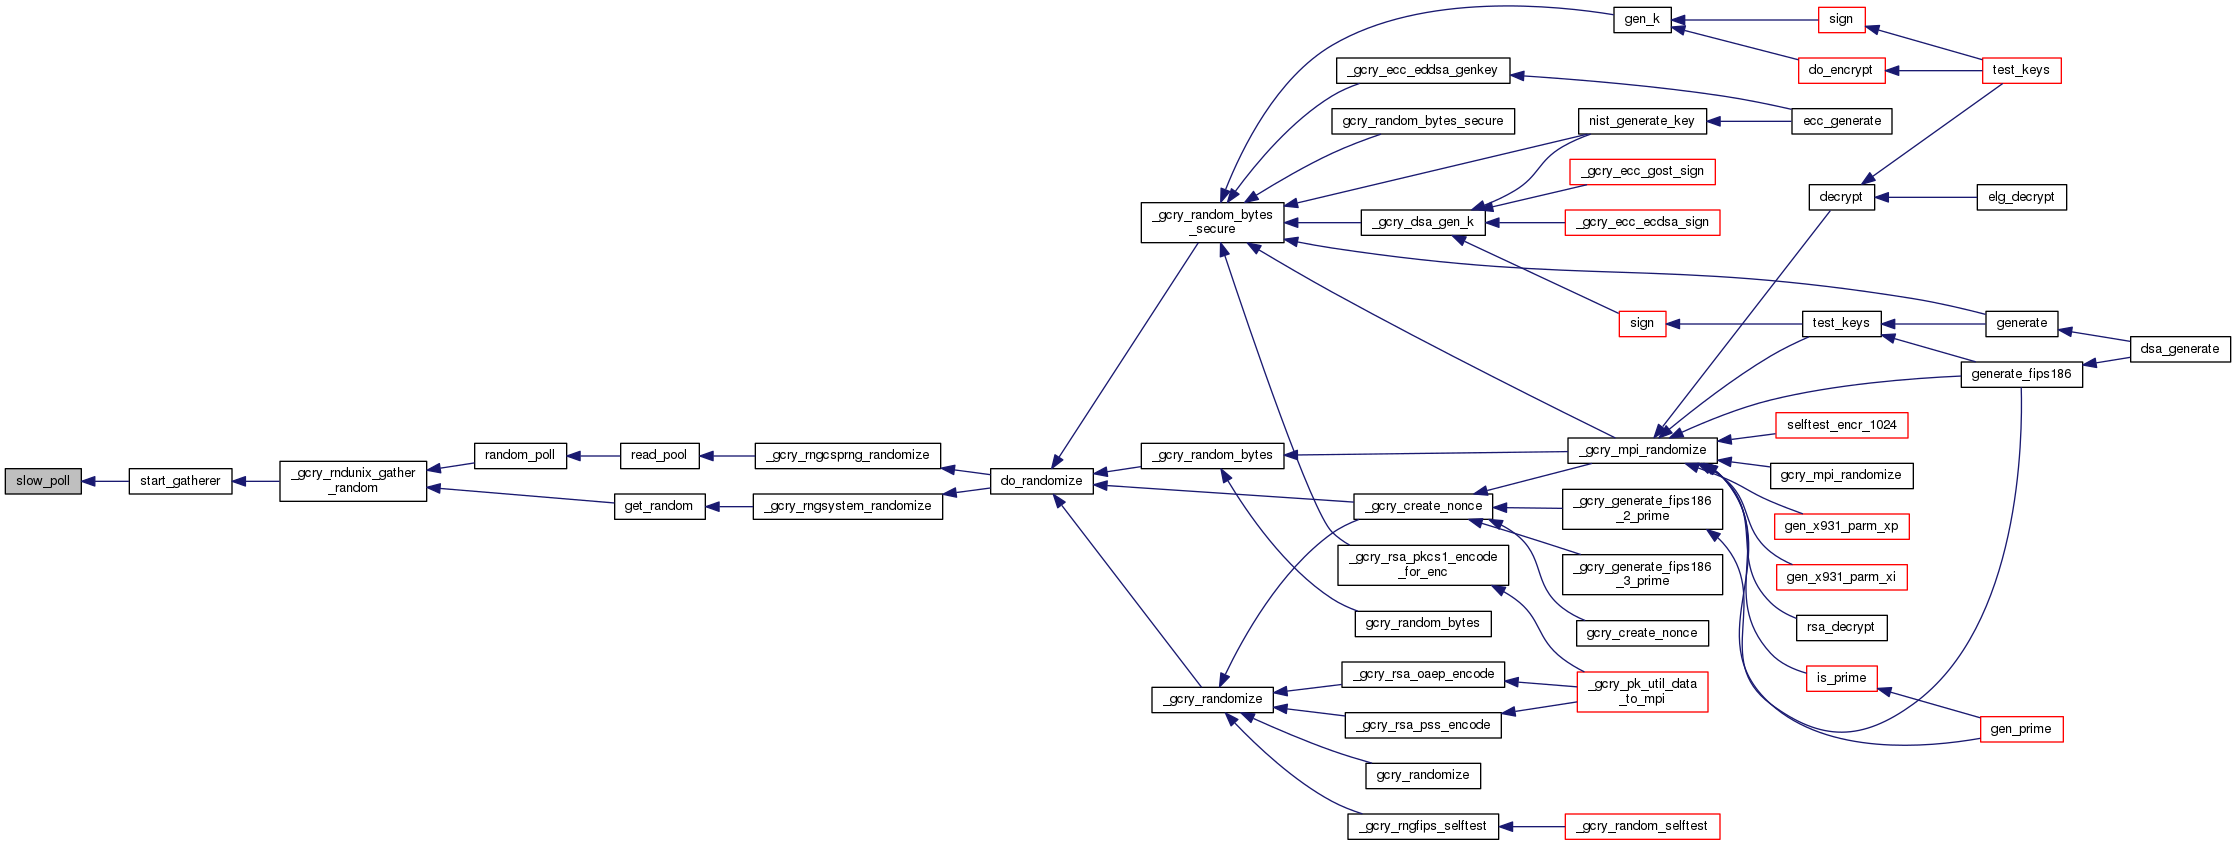 slow_poll
start_gatherer
_gcry_rndunix_gather
_random
random_poll
get_random
read_pool
_gcry_rngcsprng_randomize
_gcry_rngsystem_randomize
do_randomize
_gcry_random_bytes
_secure
_gcry_random_bytes
_gcry_randomize
gen_k
_gcry_ecc_eddsa_genkey
gcry_random_bytes_secure
nist_generate_key
_gcry_ecc_gost_sign
_gcry_dsa_gen_k
_gcry_ecc_ecdsa_sign
sign
_gcry_mpi_randomize
_gcry_create_nonce
_gcry_generate_fips186
_2_prime
_gcry_rsa_pkcs1_encode
_for_enc
_gcry_generate_fips186
_3_prime
gcry_random_bytes
gcry_create_nonce
_gcry_rsa_oaep_encode
_gcry_pk_util_data
_to_mpi
_gcry_rsa_pss_encode
gcry_randomize
_gcry_rngfips_selftest
_gcry_random_selftest
sign
do_encrypt
test_keys
ecc_generate
decrypt
elg_decrypt
test_keys
generate
dsa_generate
generate_fips186
selftest_encr_1024
gcry_mpi_randomize
gen_x931_parm_xp
gen_x931_parm_xi
rsa_decrypt
is_prime
gen_prime